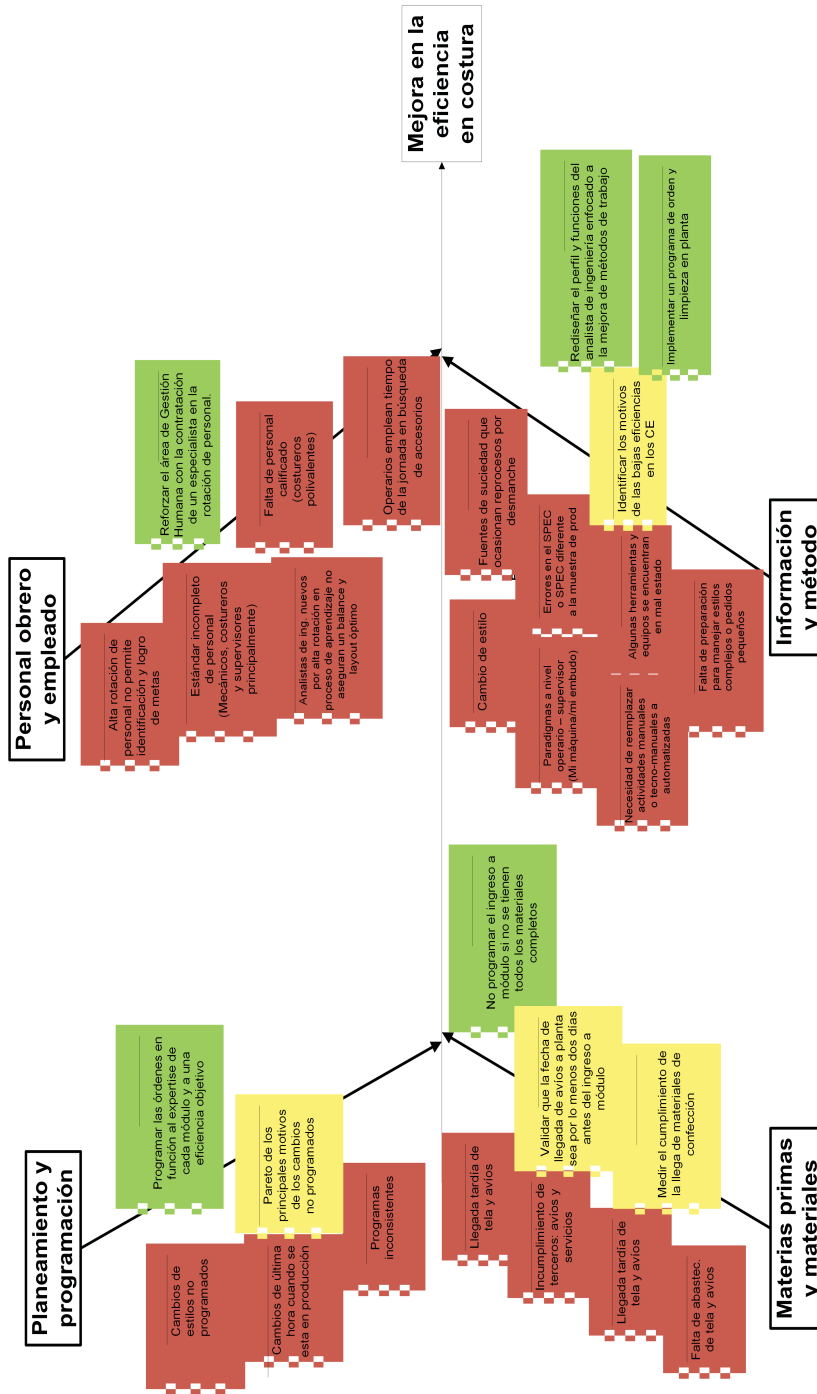 Planeamiento y
programación
Cambios de
estilos no
programados
Cambios de última
hora cuando se
esta en producción
Programas
inconsistentes
Pareto de los
principales motivos
de los cambios
no programados
Programar las órdenes en
función al expertise de
cada módulo y a una
eficiencia objetivo
Personal obrero
y empleado
Alta rotación de
personal no permite
identificación y logro
de metas
Estándar incompleto
de personal
(Mecánicos, costureros
y supervisores
principalmente)
Analistas de ing. nuevos
por alta rotación en
proceso de aprendizaje no
aseguran un balance y
layout óptimo
Falta de personal
calificado
(costureros
polivalentes)
Operarios emplean tiempo
de la jornada en búsqueda
de accesorios
Reforzar el área de Gestión
Humana con la contratación
de un especialista en la
rotación de personal.
Mejora en la
eficiencia
en costura
Llegada tardía de
tela y avíos
Incumplimiento de
terceros: avíos y
servicios
Llegada tardía de
tela y avíos
Falta de abastec.
de tela y avíos
No programar el ingreso a
módulo si no se tienen
todos los materiales
completos
Validar que la fecha de
llegada de avíos a planta
sea por lo menos dos días
antes del ingreso a
módulo
Medir el cumplimiento de
la llega de materiales de
confección
Materias primas
y materiales
Cambio de estilo
Paradigmas a nivel
operario – supervisor
(Mi máquina/mi embudo)
Necesidad de reemplazar
actividades manuales
o tecno-manuales a
automatizadas
Fuentes de suciedad que
ocasionan reprocesos por
desmanche
Errores en el SPEC
o SPEC diferente
a la muestra de prod
Algunas herramientas y
equipos se encuentran
en mal estado
Falta de preparación
para manejar estilos
complejos o pedidos
pequeños
Identificar los motivos
de las bajas eficiencias
en los CE
Rediseñar el perfil y funciones del
analista de ingeniería enfocado a
la mejora de métodos de trabajo
Implementar un programa de orden y
limpieza en planta
Información
y método